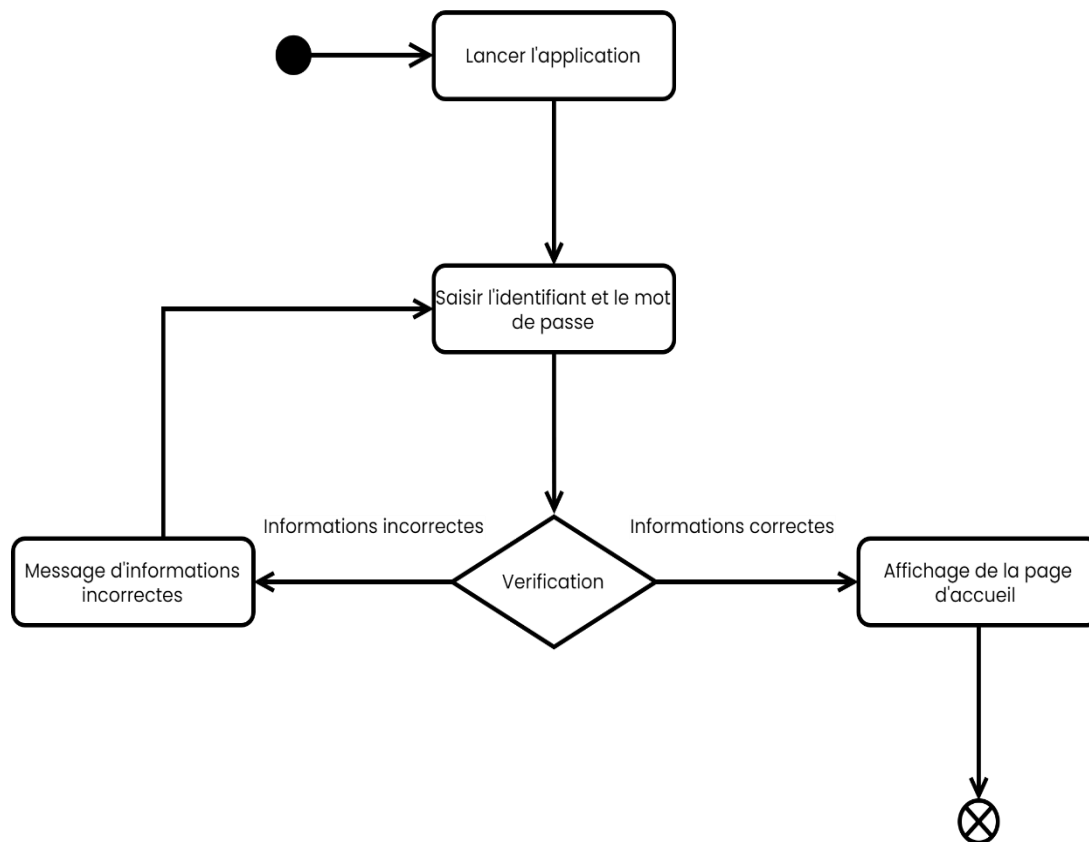 Lancer l'application
Saisir l'identifiant et le mot
de passe
Informations incorrectes
Informations correctes
Message d'informations
incorrectes
Verification
Affichage de la page
d'accueil